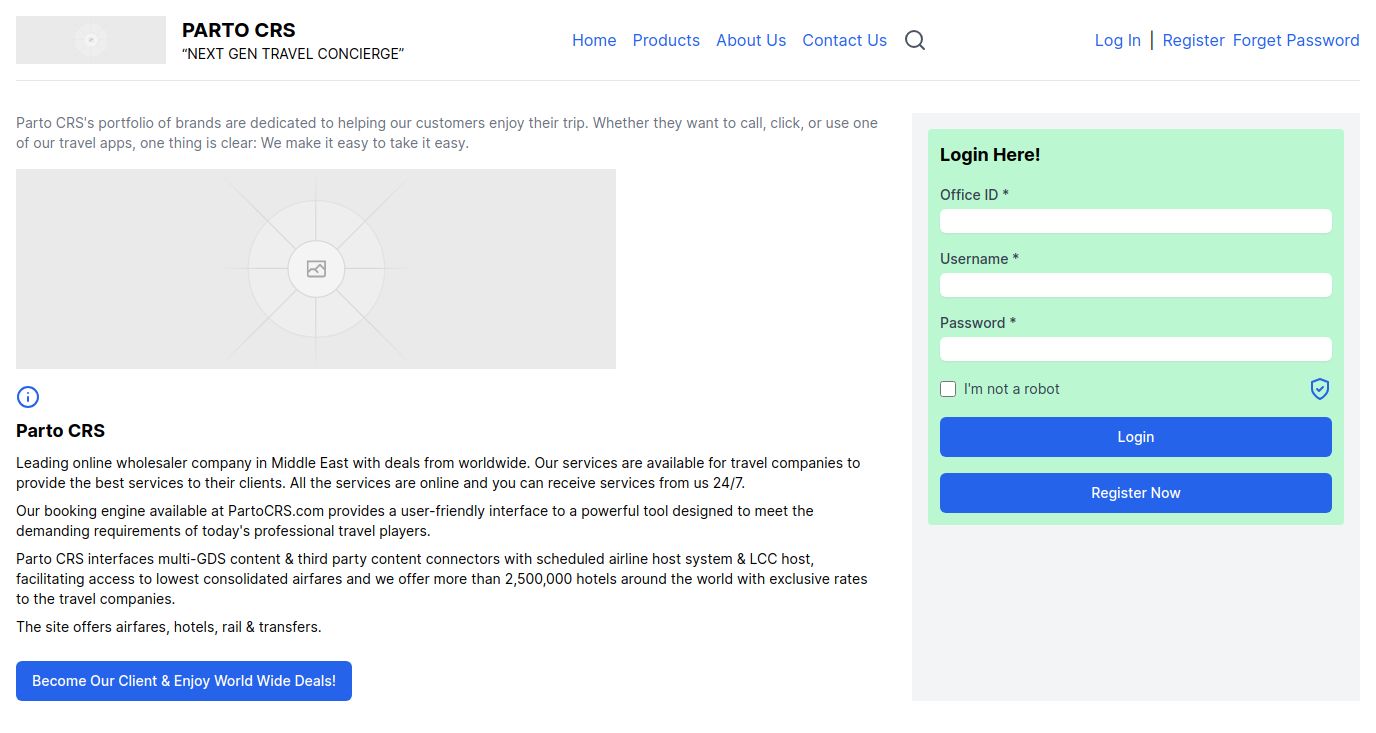 PARTO CRS
“NEXT GEN TRAVEL CONCIERGE”
Home Products About Us Contact Us
Log In | Register Forget Password
Parto CRS's portfolio of brands are dedicated to helping our customers enjoy their trip. Whether they want to call, click, or use one
of our travel apps, one thing is clear: We make it easy to take it easy.
Parto CRS
Leading online wholesaler company in Middle East with deals from worldwide. Our services are available for travel companies to
provide the best services to their clients. All the services are online and you can receive services from us 24/7.
Our booking engine available at PartoCRS.com provides a user-friendly interface to a powerful tool designed to meet the
demanding requirements of today's professional travel players.
Parto CRS interfaces multi-GDS content & third party content connectors with scheduled airline host system & LCC host,
facilitating access to lowest consolidated airfares and we offer more than 2,500,000 hotels around the world with exclusive rates
to the travel companies.
The site offers airfares, hotels, rail & transfers.
Become Our Client & Enjoy World Wide Deals!
Login Here!
Office ID *
Username *
Password *
I'm not a robot
Login
Register Now